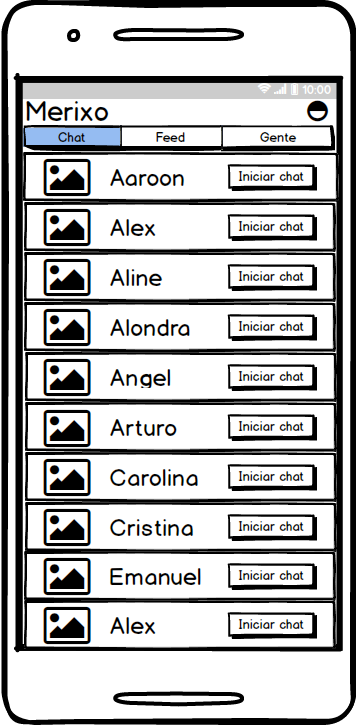 10:00
Merixo
Chat Feed Gente
Aaroon Iniciar chat
Alex Iniciar chat
Aline Iniciar chat
Alondra Iniciar chat
Angel Iniciar chat
Arturo Iniciar chat
Carolina Iniciar chat
Cristina Iniciar chat
Emanuel Iniciar chat
Alex Iniciar chat